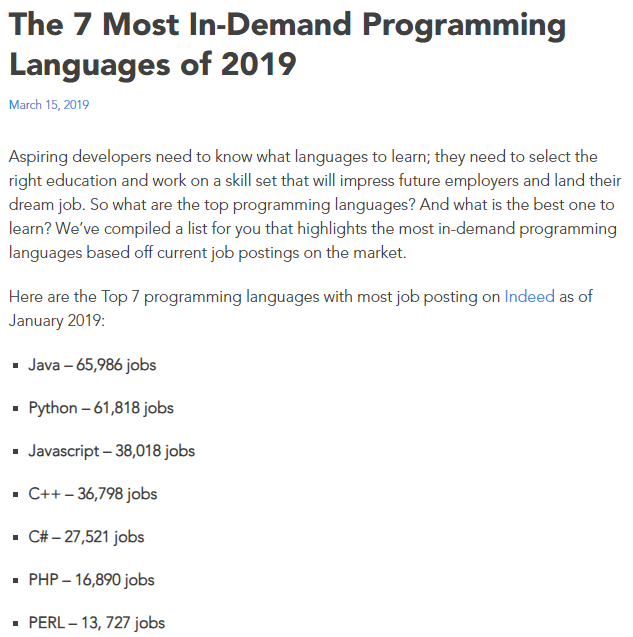 The 7 Most In-Demand Programming
Languages of 2019
March 15, 2019
Aspiring developers need to know what languages to learn; they need to select the
right education and work on a skill set that will impress future employers and land their
dream job. So what are the top programming languages? And what is the best one to
learn? We’ve compiled a list for you that highlights the most in-demand programming
languages based off current job postings on the market.
Here are the Top 7 programming languages with most job posting on Indeed as of
January 2019:
▪ Java – 65,986 jobs
▪ Python – 61,818 jobs
▪ Javascript – 38,018 jobs
▪ C++ – 36,798 jobs
▪ C# – 27,521 jobs
▪ PHP – 16,890 jobs
▪ PERL – 13, 727 jobs